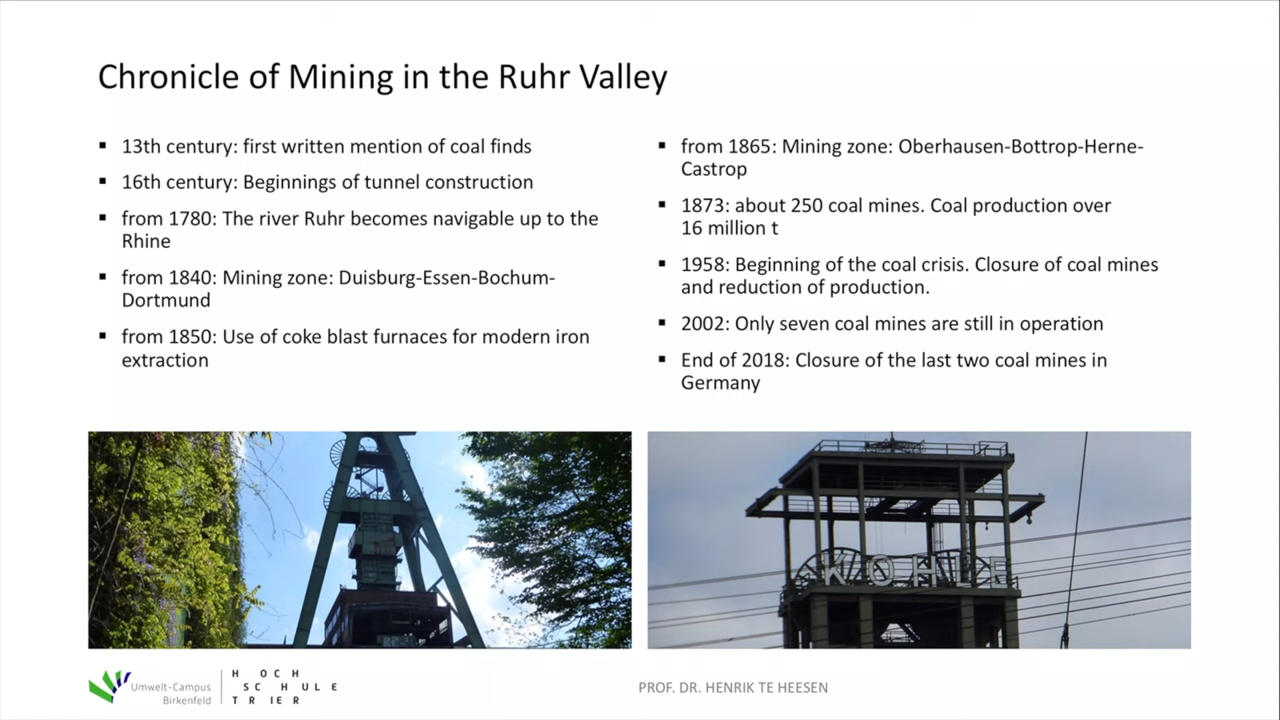 Chronicle of Mining in the Ruhr Valley
▪ 13th century: first written mention of coal finds
▪ 16th century: Beginnings of tunnel construction
▪ from 1780: The river Ruhr becomes navigable up to the
Rhine
▪ from 1840: Mining zone: Duisburg-Essen-Bochum-
Dortmund
▪ from 1850: Use of coke blast furnaces for modern iron
extraction
▪ from 1865: Mining zone: Oberhausen-Bottrop-Herne-
Castrop
▪ 1873: about 250 coal mines. Coal production over
16 million t
▪ 1958: Beginning of the coal crisis. Closure of coal mines
and reduction of production.
▪ 2002: Only seven coal mines are still in operation
▪ End of 2018: Closure of the last two coal mines in
Germany
KOHLE
Umwelt-Campus
Birkenfeld
HOCH
SCHULE
TRIER
PROF. DR. HENRIK TE HEESEN